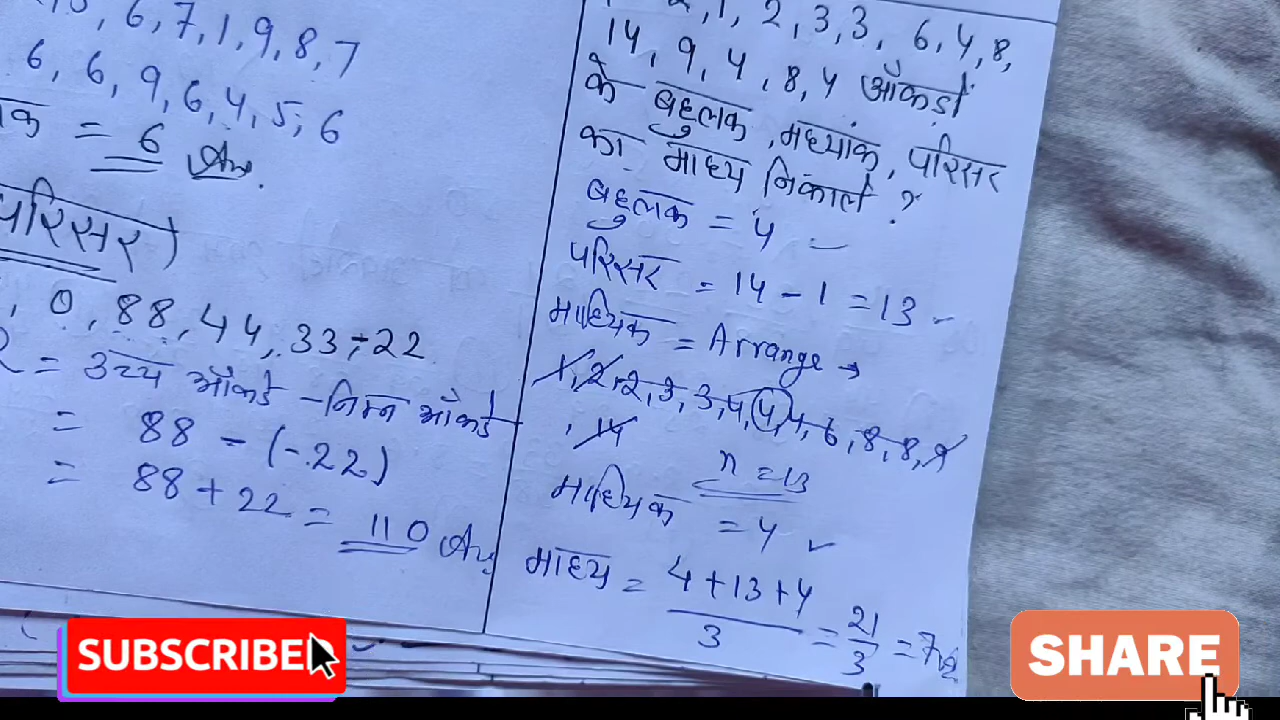 6, 7, 1, 9, 8, 7
6, 6, 9, 6, 4, 5, 6
= 6 Ans.
परिसर)
, 0, 88, 44, 33, -22
= उच्च आँकडे - निम्न आँकडे
= 88 - (-22)
= 88 + 22 = 110 Ans
2, 1, 2, 3, 3, 6, 4, 8,
14, 9, 4, 8, 4 आँकडों
के बहुलक, मध्यांक, परिसर
का माध्य निकाले ?
बहुलक = 4
परिसर = 14 - 1 = 13
माध्यिक = Arrange →
1, 2, 2, 3, 3, 4, 4, 4, 6, 8, 8, 9
, 14
n = 13
माध्यिक = 4
माध्य = 4 + 13 + 4 / 3 = 21 / 3 = 7
SUBSCRIBE
SHARE